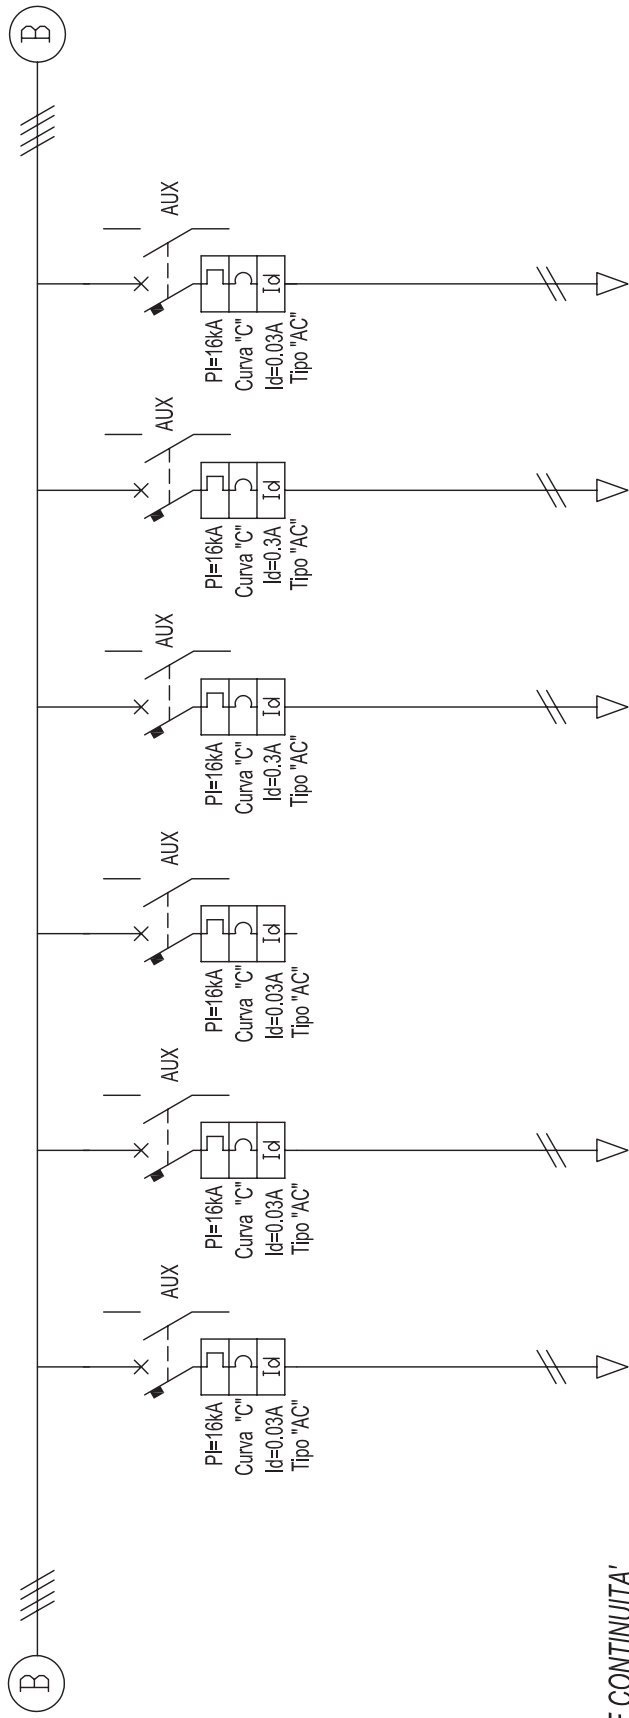 B
AUX
PI=16kA
Curva "C"
Id=0.03A
Id
Tipo "AC"
AUX
PI=16kA
Curva "C"
Id=0.03A
Id
Tipo "AC"
AUX
PI=16kA
Curva "C"
Id=0.03A
Id
Tipo "AC"
AUX
PI=16kA
Curva "C"
Id=0.3A
Id
Tipo "AC"
AUX
PI=16kA
Curva "C"
Id=0.3A
Id
Tipo "AC"
AUX
PI=16kA
Curva "C"
Id=0.03A
Id
Tipo "AC"
B
CONTINUITA'